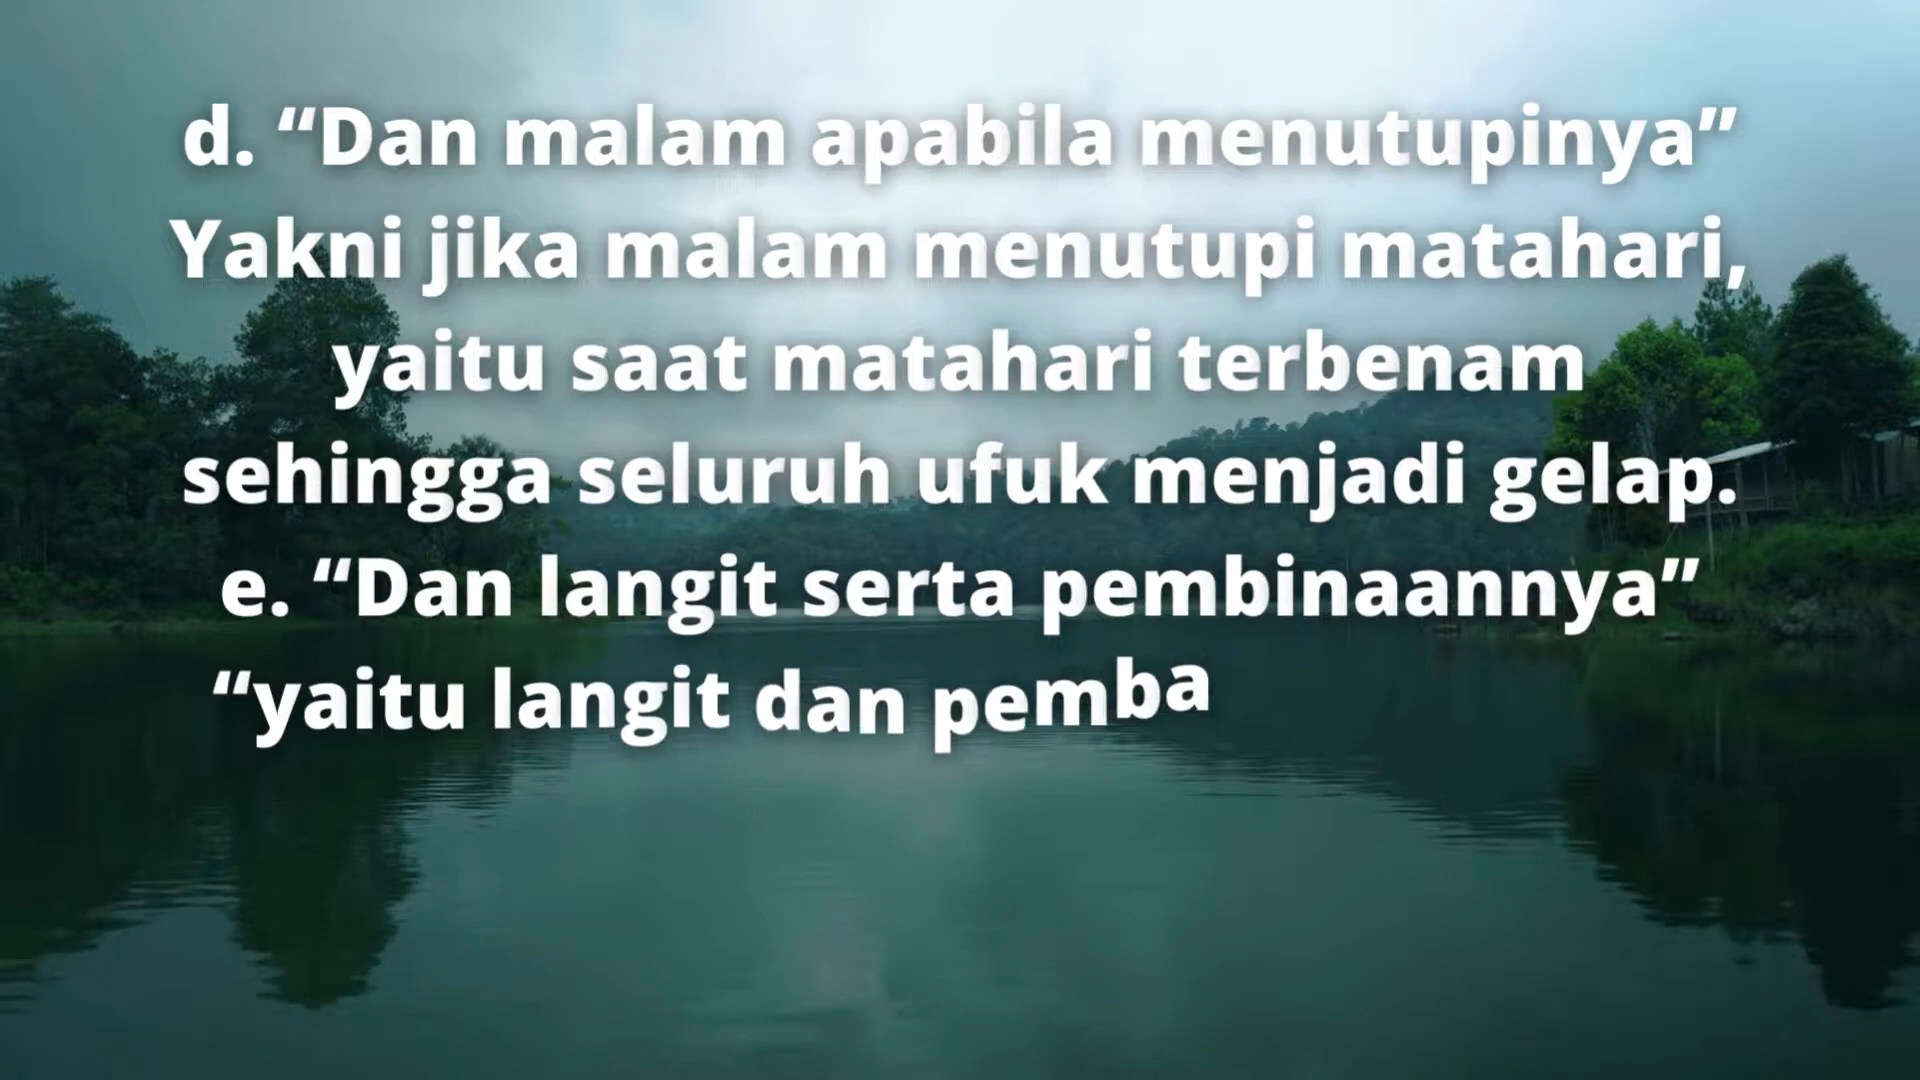 d. “Dan malam apabila menutupinya”
Yakni jika malam menutupi matahari,
yaitu saat matahari terbenam
sehingga seluruh ufuk menjadi gelap.
e. “Dan langit serta pembinaannya”
“yaitu langit dan pemba